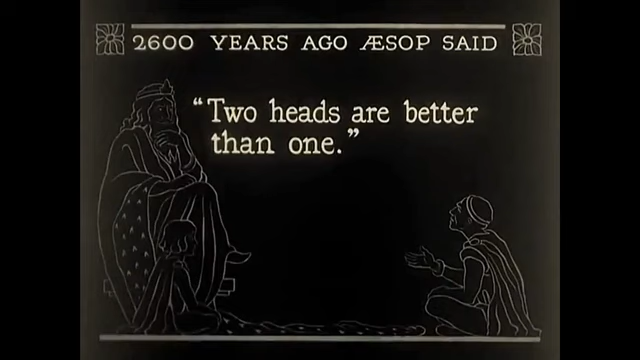 2600 YEARS AGO ÆSOP SAID
“Two heads are better
than one.”